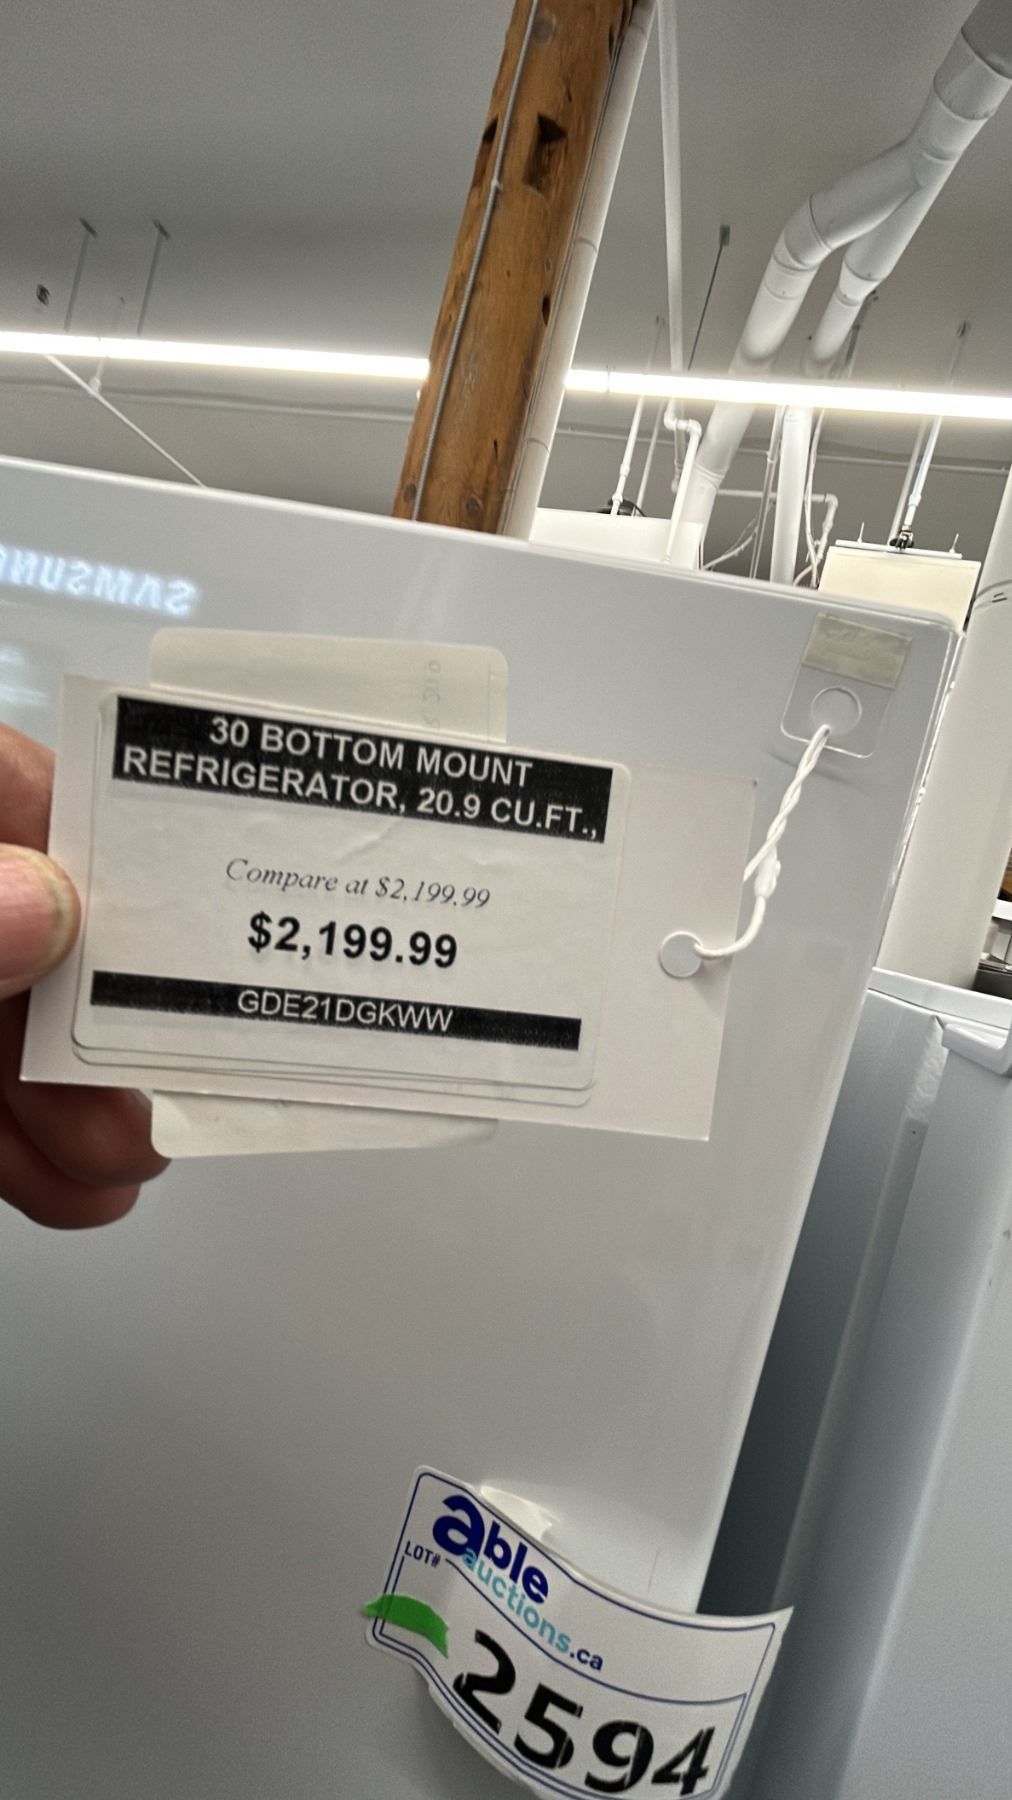 30 BOTTOM MOUNT
REFRIGERATOR, 20.9 CU.FT.,
Compare at $2,199.99
$2,199.99
GDE21DGKWW
able
auctions.ca
LOT#
2594